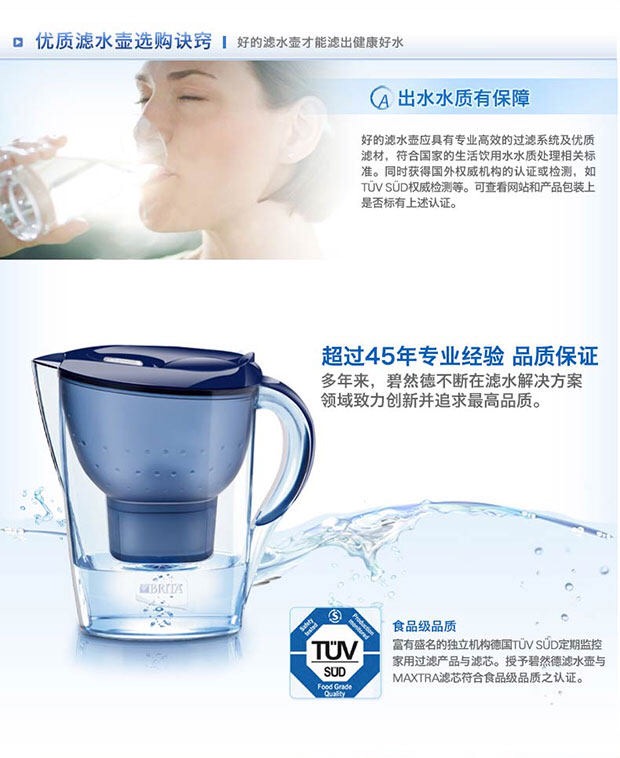 优质滤水壶选购诀窍 | 好的滤水壶才能滤出健康好水
A 出水水质有保障
好的滤水壶应具有专业高效的过滤系统及优质
滤材，符合国家的生活饮用水水质处理相关标
准。同时获得国外权威机构的认证或检测，如
TÜV SÜD权威检测等。可查看网站和产品包装上
是否标有上述认证。
超过45年专业经验 品质保证
多年来，碧然德不断在滤水解决方案
领域致力创新并追求最高品质。
BRITA
Safety tested
S
Production monitored
TÜV
SÜD
Food Grade
Quality
食品级品质
富有盛名的独立机构德国TÜV SÜD定期监控
家用过滤产品与滤芯。授予碧然德滤水壶与
MAXTRA滤芯符合食品级品质之认证。